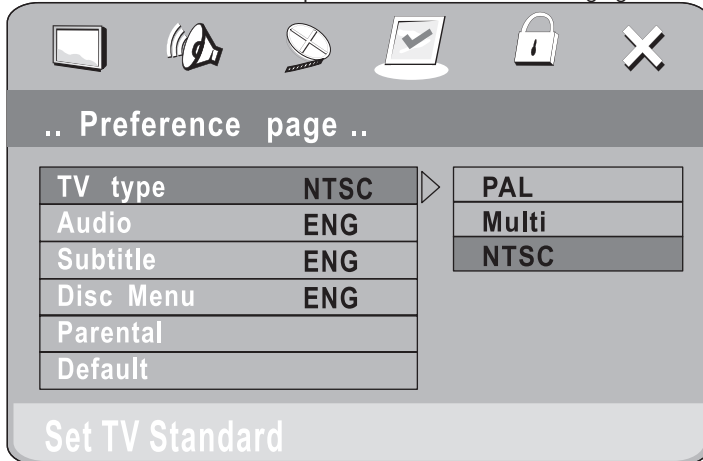 .. Preference page ..
TV type NTSC
PAL
Audio ENG
Multi
Subtitle ENG
NTSC
Disc Menu ENG
Parental
Default
Set TV Standard